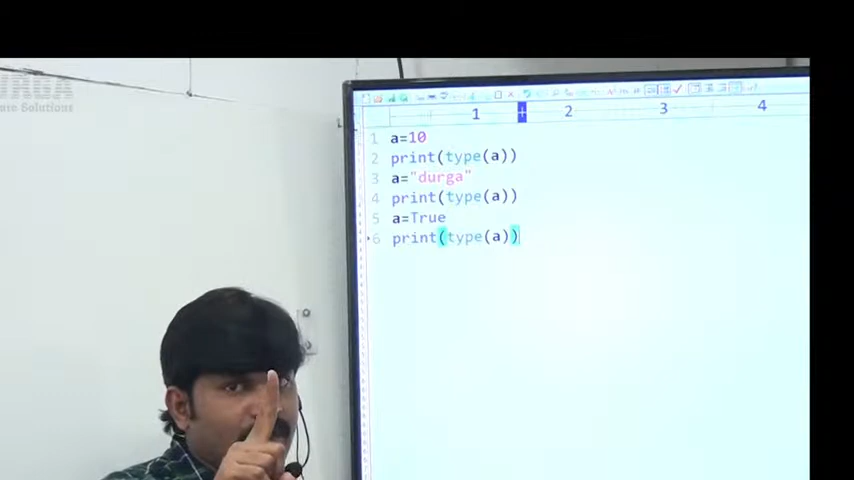 Solutions
1 2 3 4
1 a=10
2 print(type(a))
3 a="durga"
4 print(type(a))
5 a=True
6 print(type(a))